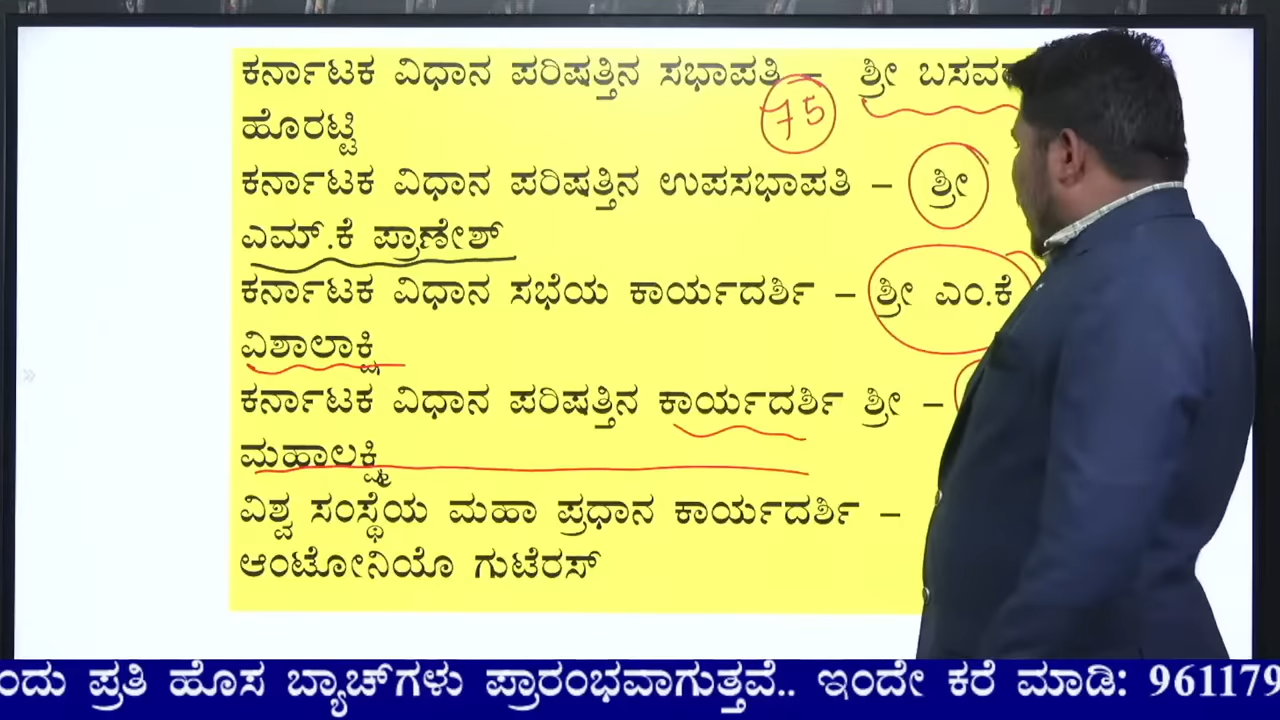 ಕರ್ನಾಟಕ ವಿಧಾನ ಪರಿಷತ್ತಿನ ಸಭಾಪತಿ – ಶ್ರೀ
75
ಹೊರಟ್ಟಿ
ಕರ್ನಾಟಕ ವಿಧಾನ ಪರಿಷತ್ತಿನ ಉಪಸಭಾಪತಿ – ಶ್ರೀ
ಎಮ್.ಕೆ ಪ್ರಾಣೇಶ್
ಕರ್ನಾಟಕ ವಿಧಾನ ಸಭೆಯ ಕಾರ್ಯದರ್ಶಿ – ಶ್ರೀ ಎಂ.ಕೆ
ವಿಶಾಲಾಕ್ಷಿ
ಕರ್ನಾಟಕ ವಿಧಾನ ಪರಿಷತ್ತಿನ ಕಾರ್ಯದರ್ಶಿ ಶ್ರೀ –
ಮಹಾಲಕ್ಷ್ಮಿ
ವಿಶ್ವ ಸಂಸ್ಥೆಯ ಮಹಾ ಪ್ರಧಾನ ಕಾರ್ಯದರ್ಶಿ –
ಆಂಟೋನಿಯೊ ಗುಟೆರಸ್
ಪ್ರತಿ ಹೊಸ ಬ್ಯಾಚ್‌ಗಳು ಪ್ರಾರಂಭವಾಗುತ್ತವೆ.. ಇಂದೇ ಕರೆ ಮಾಡಿ: 961179